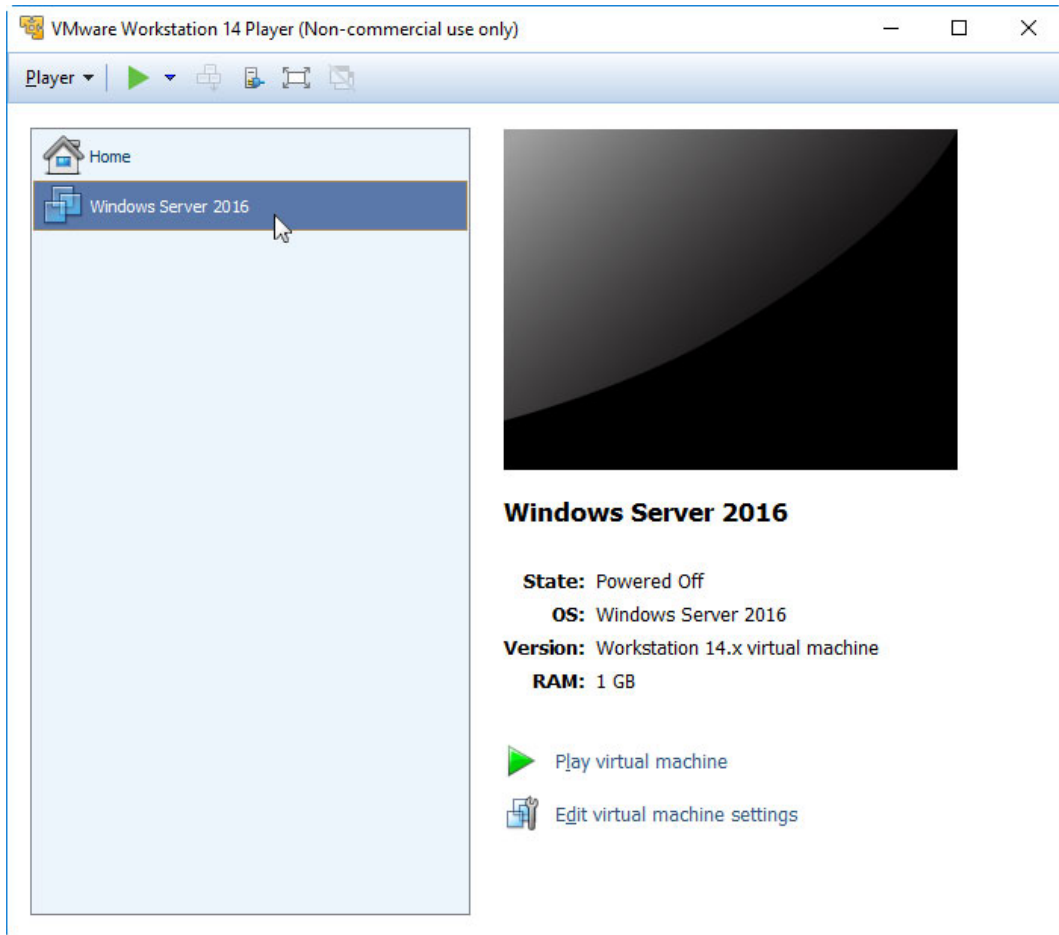 VMware Workstation 14 Player (Non-commercial use only)
Player
Home
Windows Server 2016
Windows Server 2016
State: Powered Off
OS: Windows Server 2016
Version: Workstation 14.x virtual machine
RAM: 1 GB
Play virtual machine
Edit virtual machine settings